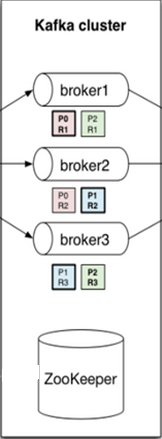 Kafka cluster
broker1
P0 P2
R1 R1
broker2
P0 P1
R2 R2
broker3
P1 P2
R3 R3
ZooKeeper